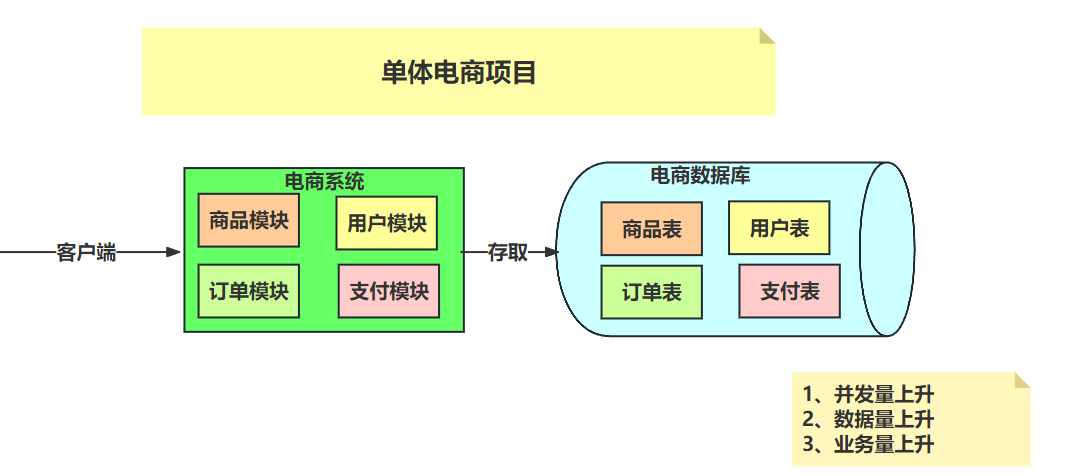 单体电商项目
电商系统
商品模块
用户模块
订单模块
支付模块
客户端
存取
电商数据库
商品表
用户表
订单表
支付表
1、并发量上升
2、数据量上升
3、业务量上升